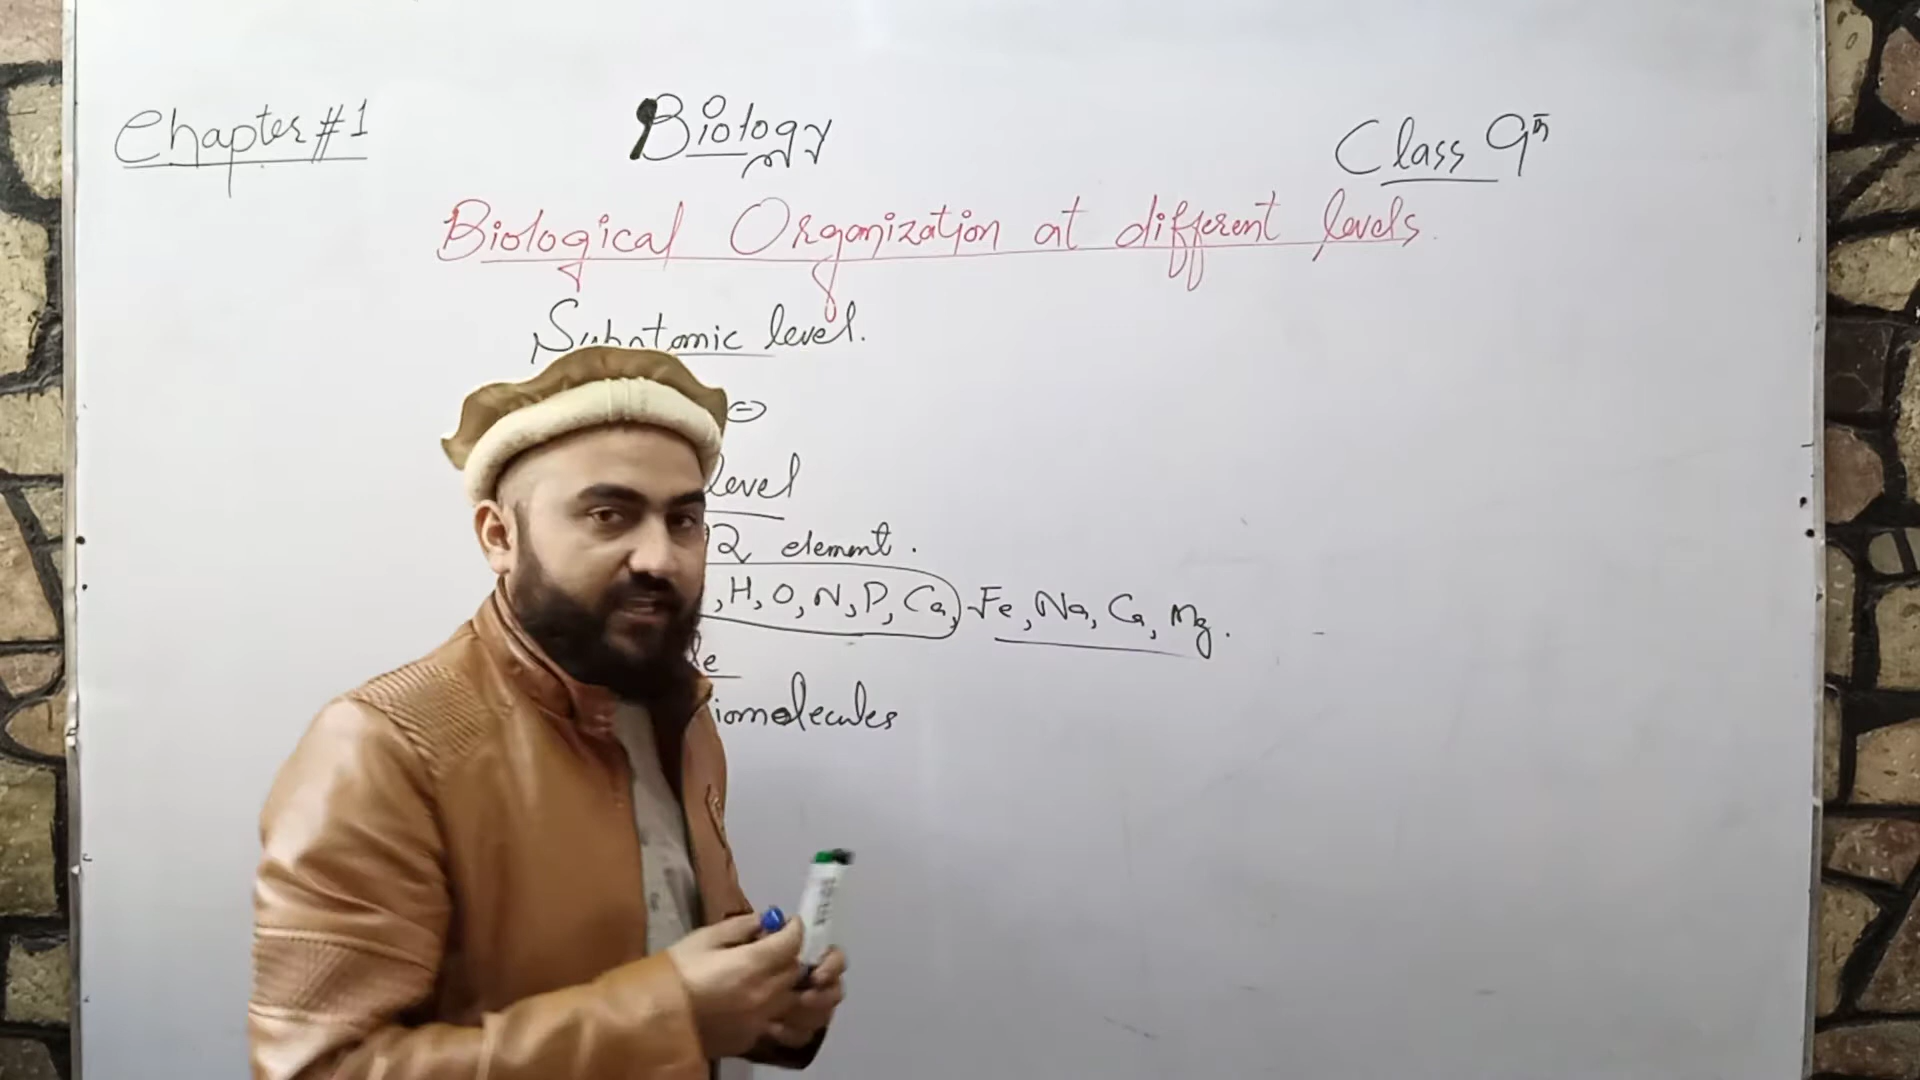 Chapter #1
Biology
Class 9th
Biological Organization at different levels.
Subatomic level.
level
92 element.
,H,O,N,P,Ca, Fe, Na, Ca, Mg.
le
iomolecules